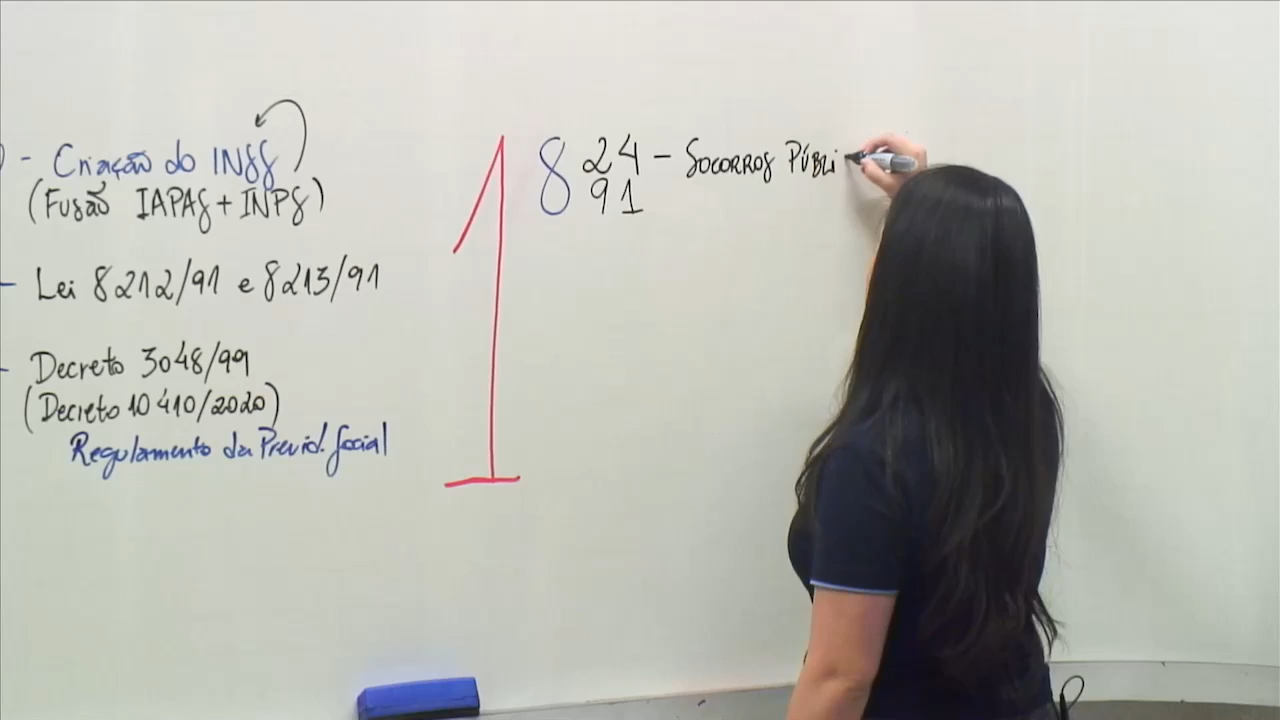 - Criação do INSS
(Fusão IAPAS + INPS)
- Lei 8212/91 e 8213/91
- Decreto 3048/99
(Decreto 10410/2020)
Regulamento da Previd. Social
1
8
24 - SOCORROS PÚBLI
91